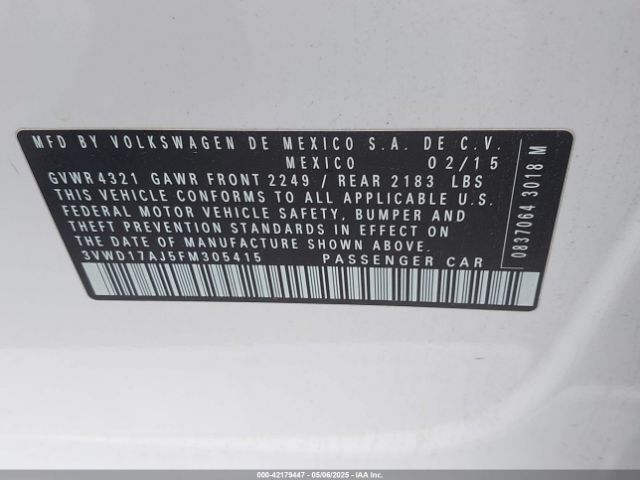 MFD BY VOLKSWAGEN DE MEXICO S.A. DE C.V.
MEXICO 02/15
GVWR 4321 GAWR FRONT 2249 / REAR 2183 LBS
THIS VEHICLE CONFORMS TO ALL APPLICABLE U.S.
FEDERAL MOTOR VEHICLE SAFETY, BUMPER AND
THEFT PREVENTION STANDARDS IN EFFECT ON
THE DATE OF MANUFACTURE SHOWN ABOVE.
3VWD17AJ5FM305415 PASSENGER CAR
0837064 3018 M
000-42179447 - 05/06/2025 - IAA Inc.